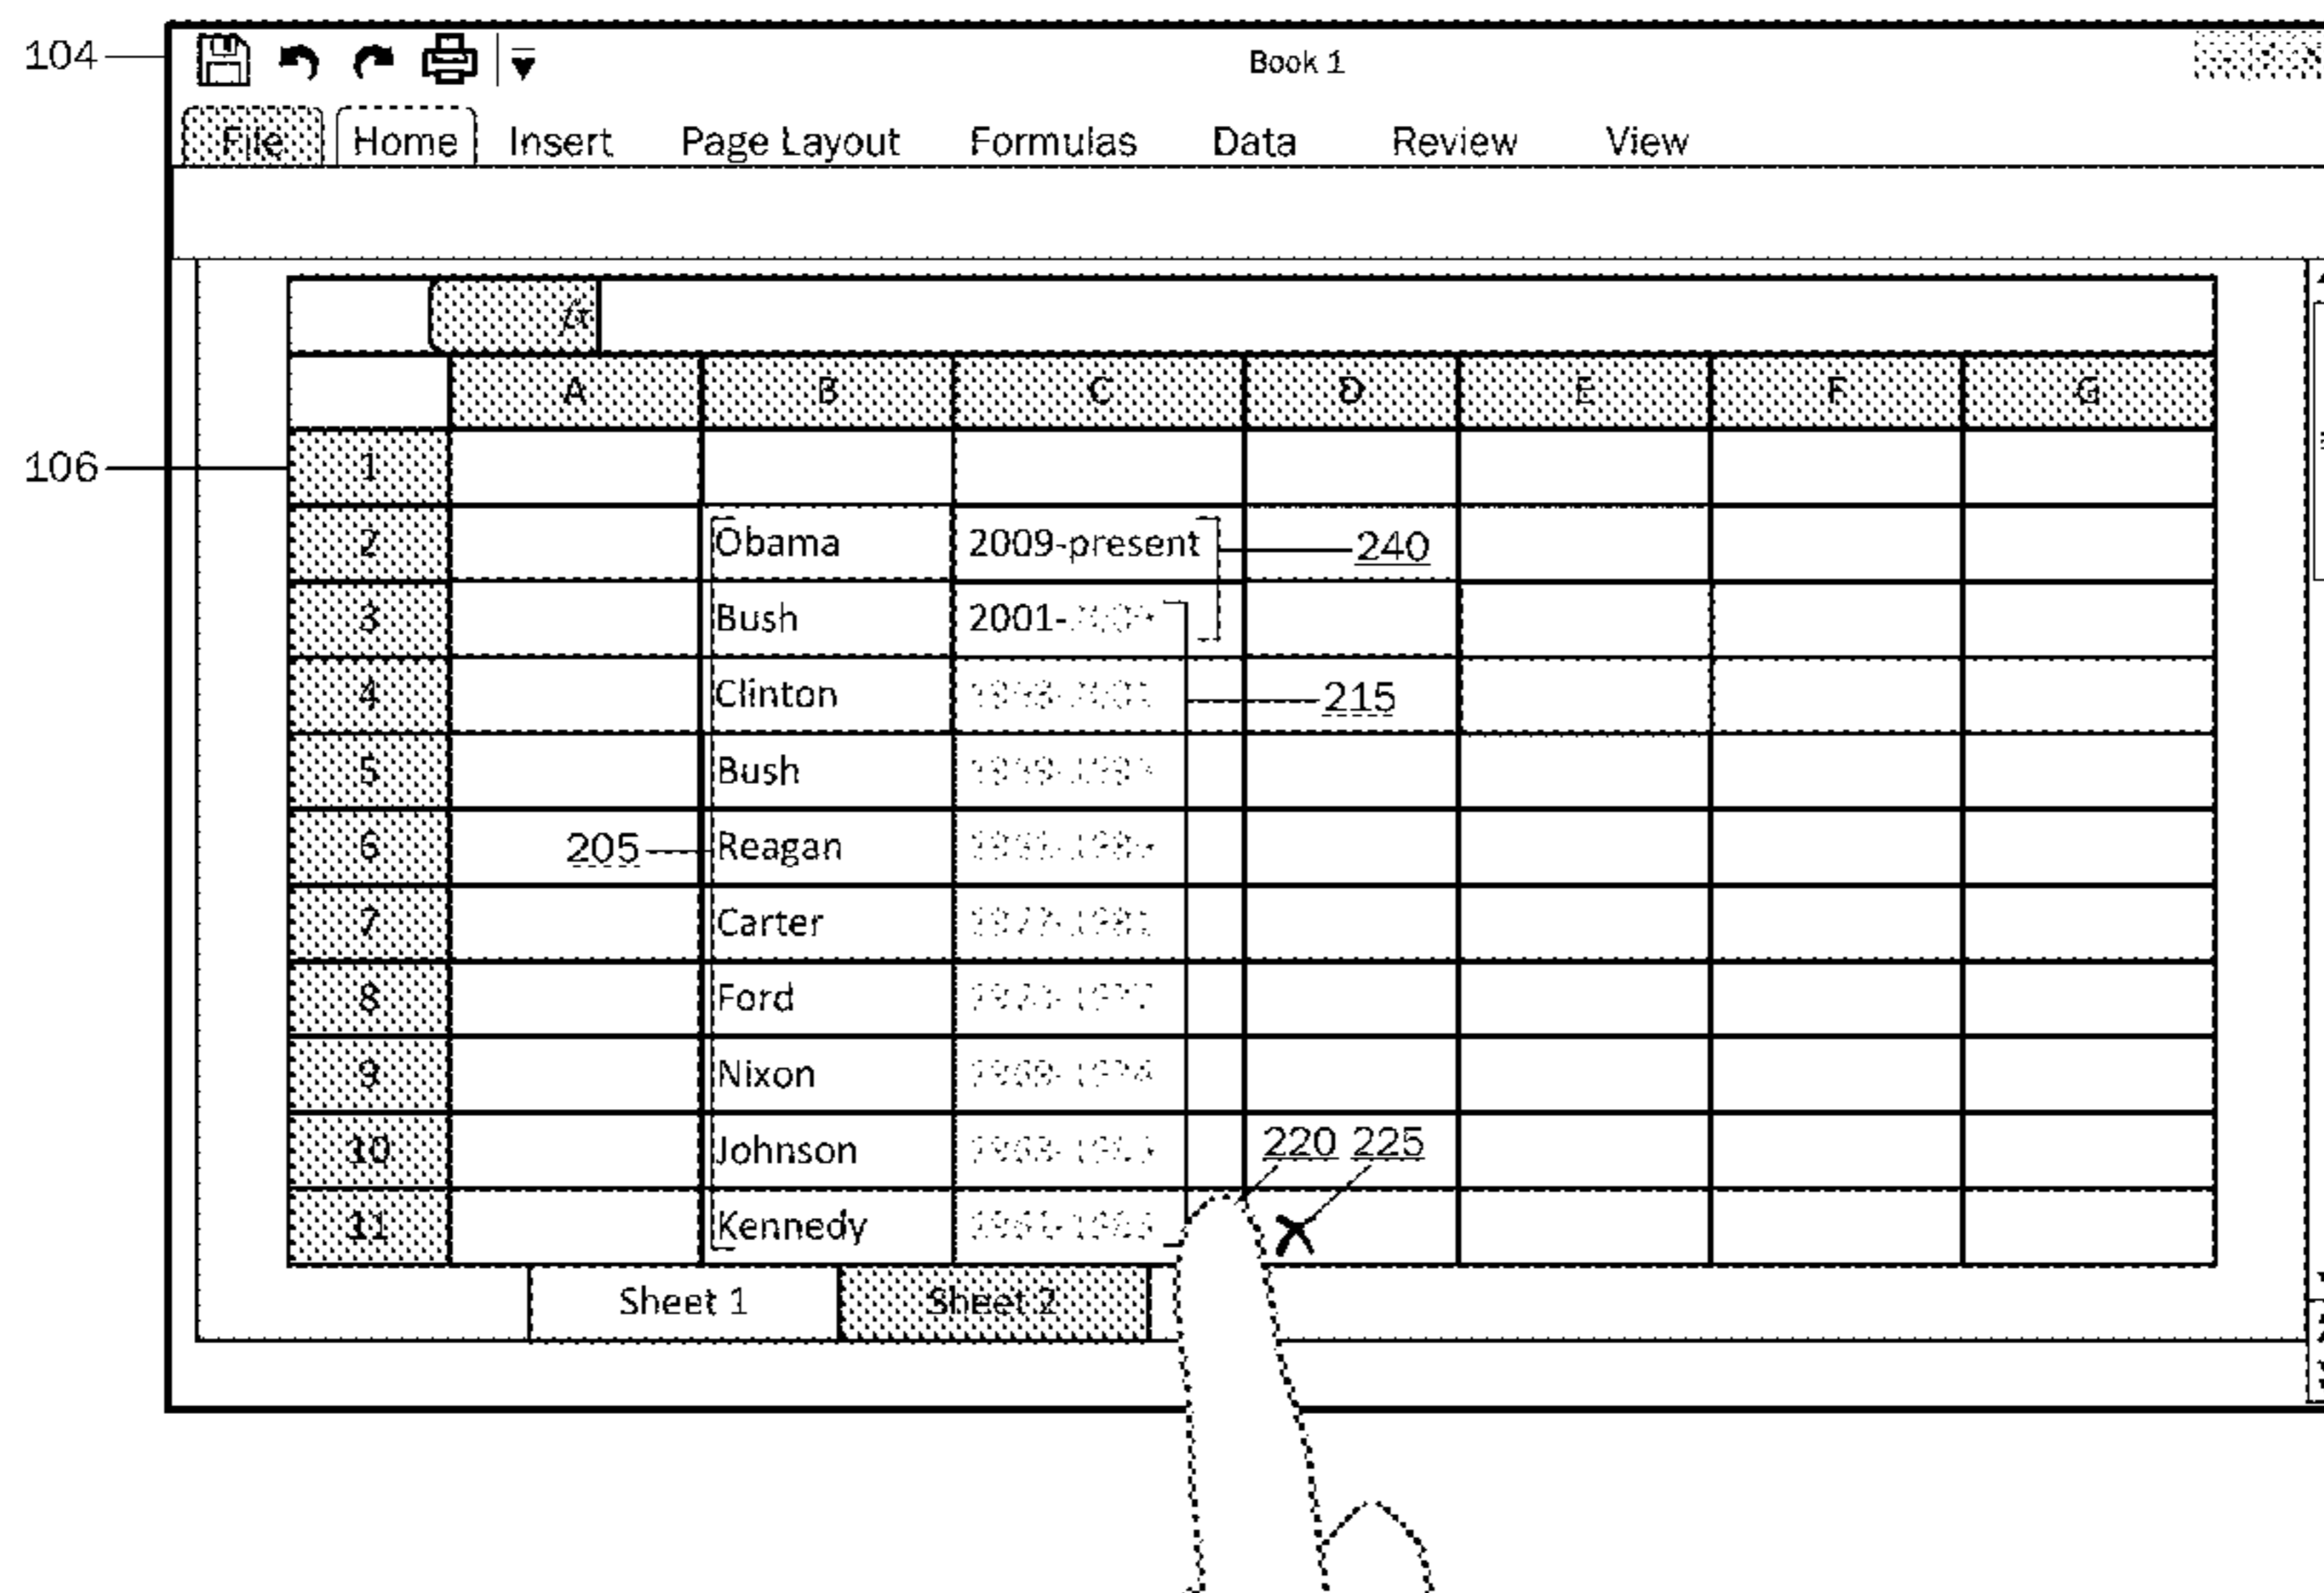 104
Book 1
File Home Insert Page Layout Formulas Data Review View
fx
A B C D E F G
106 1
2 Obama 2009-present 240
3 Bush 2001-
4 Clinton 215
5 Bush
6 205 Reagan
7 Carter 1977-1981
8 Ford
9 Nixon
10 Johnson 220 225
11 Kennedy
Sheet 1 Sheet 2